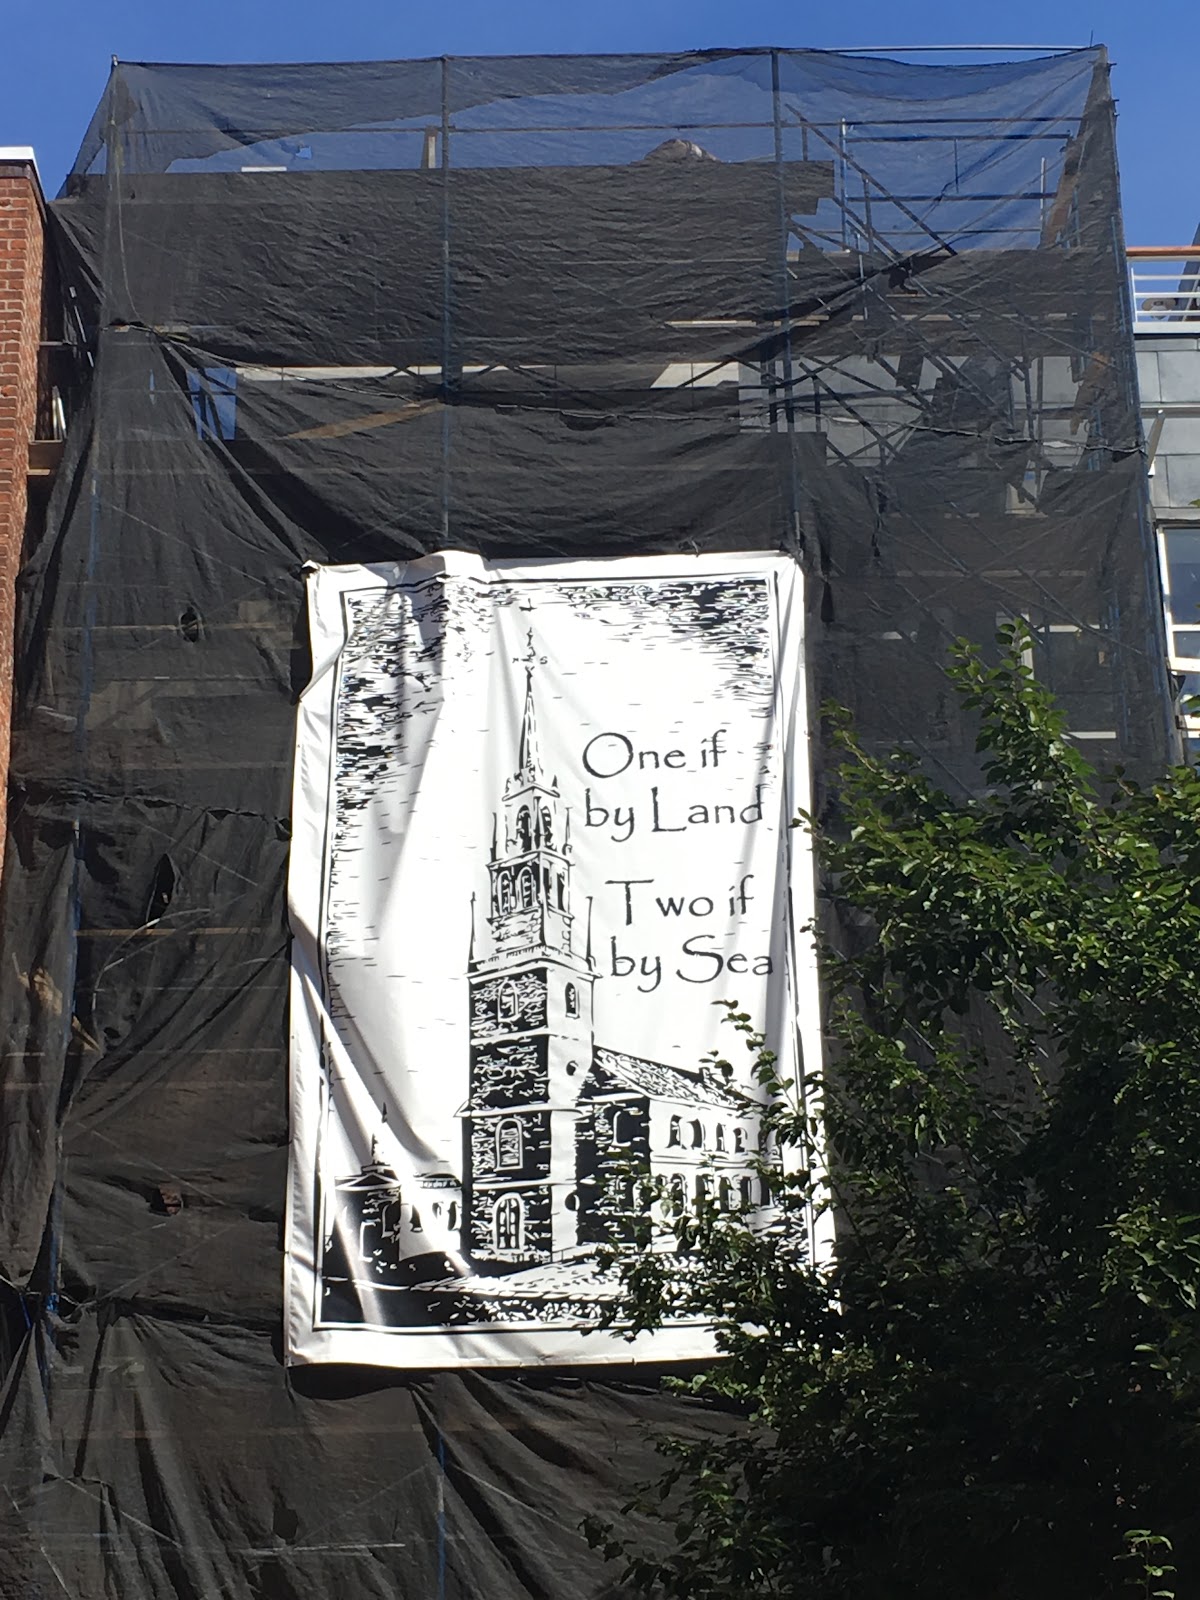 One if
by Land
Two if
by Sea